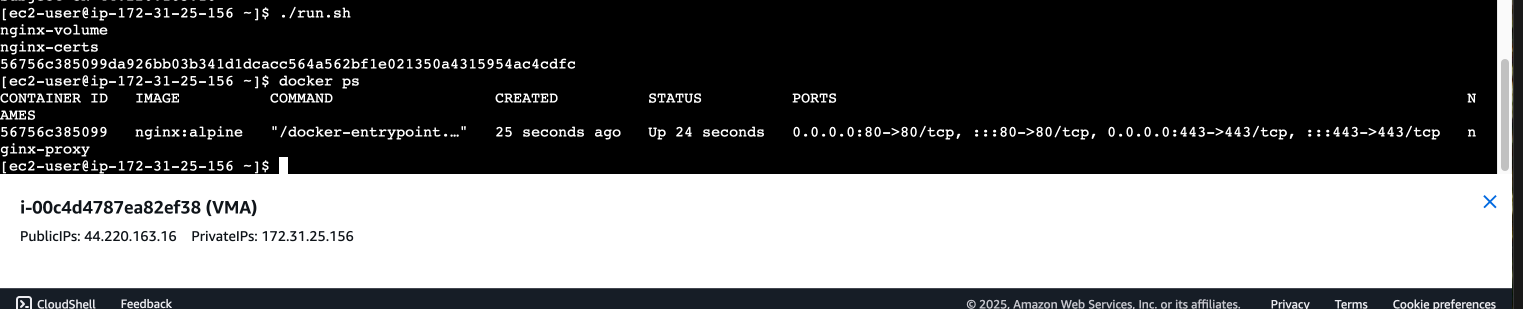 [ec2-user@ip-172-31-25-156 ~]$ ./run.sh
nginx-volume
nginx-certs
56756c385099da926bb03b341d1dcacc564a562bf1e021350a4315954ac4cdfc
[ec2-user@ip-172-31-25-156 ~]$ docker ps
CONTAINER ID   IMAGE          COMMAND                  CREATED          STATUS          PORTS                                                                      N
AMES
56756c385099   nginx:alpine   "/docker-entrypoint.…"   25 seconds ago   Up 24 seconds   0.0.0.0:80->80/tcp, :::80->80/tcp, 0.0.0.0:443->443/tcp, :::443->443/tcp   n
ginx-proxy
[ec2-user@ip-172-31-25-156 ~]$
i-00c4d4787ea82ef38 (VMA)
PublicIPs: 44.220.163.16 PrivateIPs: 172.31.25.156
CloudShell Feedback © 2025, Amazon Web Services, Inc. or its affiliates. Privacy Terms Cookie preferences